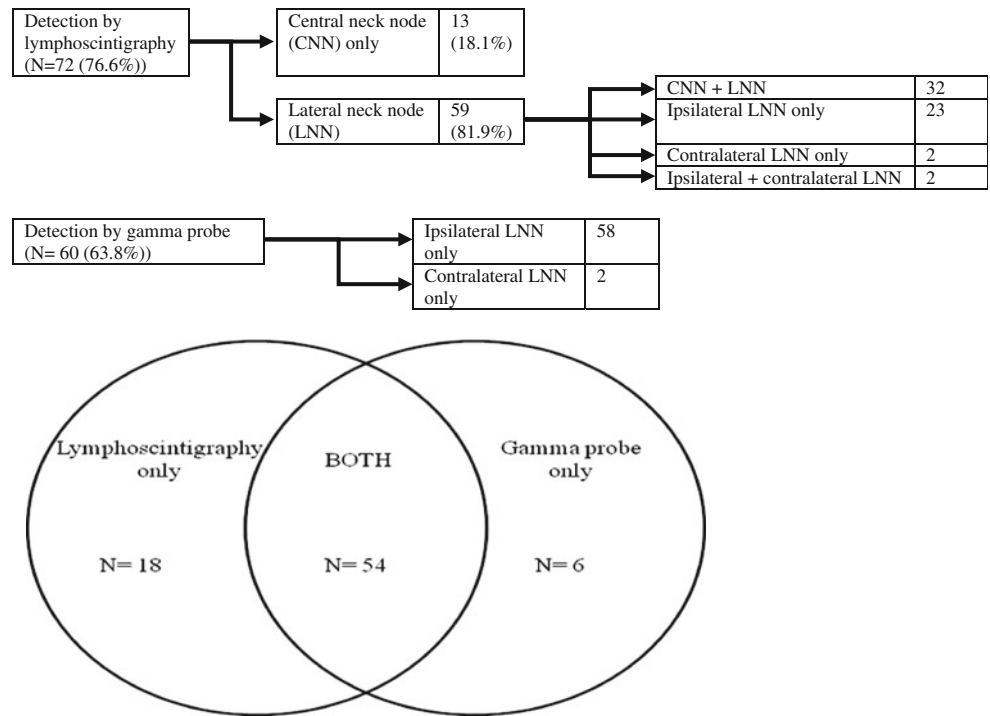 Detection by
lymphoscintigraphy
(N=72 (76.6%))
Central neck node
(CNN) only
13
(18.1%)
Lateral neck node
(LNN)
59
(81.9%)
CNN + LNN
32
Ipsilateral LNN only
23
Contralateral LNN only
2
Ipsilateral + contralateral LNN
2
Detection by gamma probe
(N= 60 (63.8%))
Ipsilateral LNN
only
58
Contralateral LNN
only
2
Lymphoscintigraphy
only
BOTH
Gamma probe
only
N= 18
N= 54
N= 6